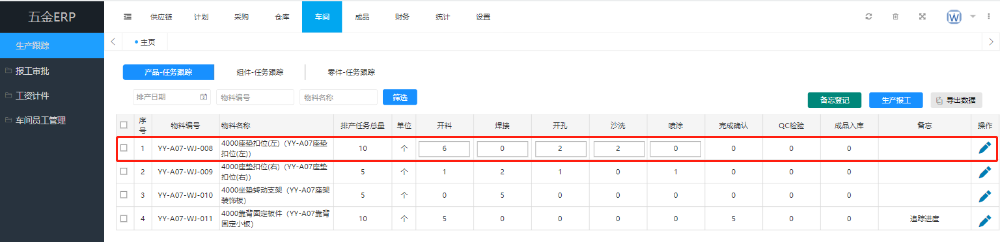 五金ERP
供应链 计划 采购 仓库 车间 成品 财务 统计 设置
W
生产跟踪
报工审批
工资计件
车间员工管理
主页
产品-任务跟踪 组件-任务跟踪 零件-任务跟踪
排产日期 物料编号 物料名称 筛选
备忘登记 生产报工 导出数据
序号 物料编号 物料名称 排产任务总量 单位 开料 焊接 开孔 沙洗 喷涂 完成确认 QC检验 成品入库 备忘 操作
1 YY-A07-WJ-008 4000座垫扣位(左)（YY-A07座垫
扣位(左)) 10 个 6 0 2 2 0 0 0 0
2 YY-A07-WJ-009 4000座垫扣位(右)（YY-A07座垫
扣位(右)) 5 个 1 2 1 0 1 0 0 0
3 YY-A07-WJ-010 4000坐垫转动支架（YY-A07座架
装饰板) 5 个 0 5 0 0 0 0 0 0
4 YY-A07-WJ-011 4000靠背固定板件（YY-A07靠背
固定小板） 10 个 5 0 0 0 0 5 0 0 追踪进度